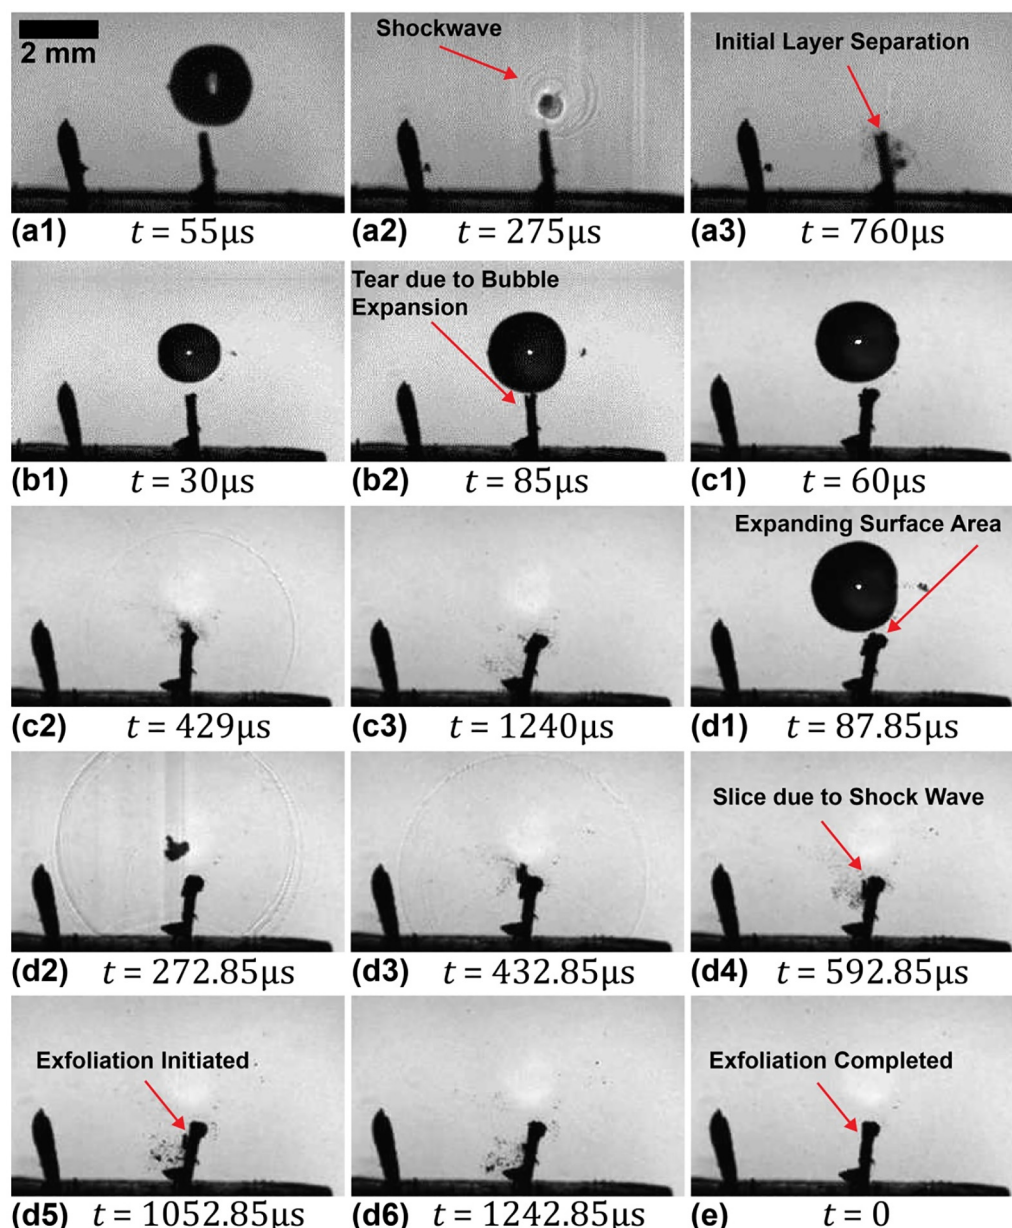 2 mm
Shockwave
Initial Layer Separation
(a1) t = 55μs
(a2) t = 275μs
(a3) t = 760μs
Tear due to Bubble
Expansion
(b1) t = 30μs
(b2) t = 85μs
(c1) t = 60μs
Expanding Surface Area
(c2) t = 429μs
(c3) t = 1240μs
(d1) t = 87.85μs
Slice due to Shock Wave
(d2) t = 272.85μs
(d3) t = 432.85μs
(d4) t = 592.85μs
Exfoliation Initiated
Exfoliation Completed
(d5) t = 1052.85μs
(d6) t = 1242.85μs
(e) t = 0